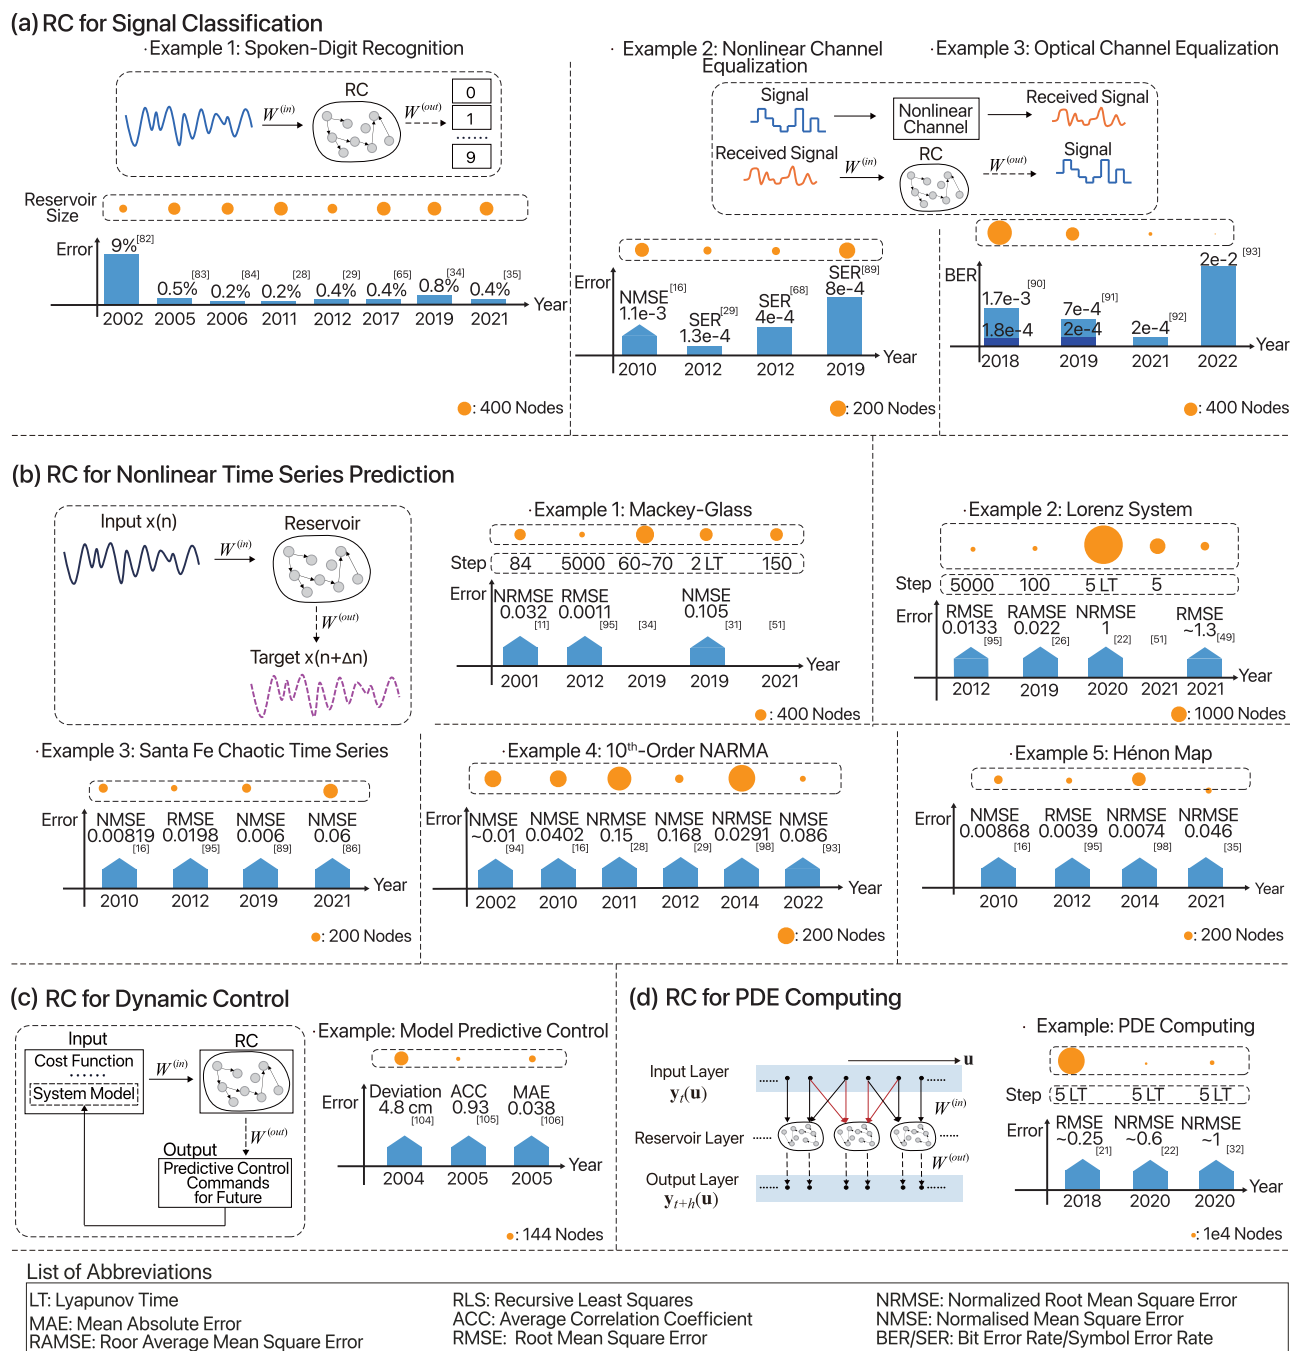 (a) RC for Signal Classification
·Example 1: Spoken-Digit Recognition
RC
W(in)
W(out)
0
1
......
9
Reservoir
Size
Error
9%[82]
0.5%[83]
0.2%[84]
0.2%[28]
0.4%[29]
0.4%[65]
0.8%[34]
0.4%[35]
Year
2002 2005 2006 2011 2012 2017 2019 2021
: 400 Nodes
· Example 2: Nonlinear Channel
Equalization
·Example 3: Optical Channel Equalization
Signal
Nonlinear
Channel
Received Signal
Received Signal
W(in)
RC
W(out)
Signal
Error
NMSE[16]
1.1e-3
SER[29]
1.3e-4
SER[68]
4e-4
SER[89]
8e-4
Year
2010 2012 2012 2019
: 200 Nodes
BER
1.7e-3[90]
1.8e-4
7e-4[91]
2e-4
2e-4[92]
2e-2[93]
Year
2018 2019 2021 2022
: 400 Nodes
(b) RC for Nonlinear Time Series Prediction
Input x(n)
W(in)
Reservoir
W(out)
Target x(n+Δn)
·Example 1: Mackey-Glass
Step 84 5000 60~70 2 LT 150
Error
NRMSE
0.032
[11]
RMSE
0.0011
[95]
[34]
NMSE
0.105
[31]
[51]
Year
2001 2012 2019 2019 2021
: 400 Nodes
·Example 2: Lorenz System
Step 5000 100 5 LT 5
Error
RMSE
0.0133
[95]
RAMSE
0.022
[26]
NRMSE
1
[22]
[51]
RMSE
~1.3
[49]
Year
2012 2019 2020 2021 2021
: 1000 Nodes
·Example 3: Santa Fe Chaotic Time Series
Error
NMSE
0.00819
[16]
RMSE
0.0198
[95]
NMSE
0.006
[89]
NMSE
0.06
[86]
Year
2010 2012 2019 2021
: 200 Nodes
·Example 4: 10th-Order NARMA
Error
NMSE
~0.01
[94]
NMSE
0.0402
[16]
NRMSE
0.15
[28]
NMSE
0.168
[29]
NRMSE
0.0291
[98]
NMSE
0.086
[93]
Year
2002 2010 2011 2012 2014 2022
: 200 Nodes
·Example 5: Hénon Map
Error
NMSE
0.00868
[16]
RMSE
0.0039
[95]
NRMSE
0.0074
[98]
NRMSE
0.046
[35]
Year
2010 2012 2014 2021
: 200 Nodes
(c) RC for Dynamic Control
Input
Cost Function
......
System Model
W(in)
RC
W(out)
Output
Predictive Control
Commands
for Future
·Example: Model Predictive Control
Error
Deviation
4.8 cm
[104]
ACC
0.93
[105]
MAE
0.038
[106]
Year
2004 2005 2005
: 144 Nodes
(d) RC for PDE Computing
u
Input Layer
yt(u)
......
......
W(in)
Reservoir Layer
......
......
W(out)
Output Layer
yt+h(u)
......
......
· Example: PDE Computing
Step 5 LT 5 LT 5 LT
Error
RMSE
~0.25
[21]
NRMSE
~0.6
[22]
NRMSE
~1
[32]
Year
2018 2020 2020
: 1e4 Nodes
List of Abbreviations
LT: Lyapunov Time
MAE: Mean Absolute Error
RAMSE: Roor Average Mean Square Error
RLS: Recursive Least Squares
ACC: Average Correlation Coefficient
RMSE: Root Mean Square Error
NRMSE: Normalized Root Mean Square Error
NMSE: Normalised Mean Square Error
BER/SER: Bit Error Rate/Symbol Error Rate